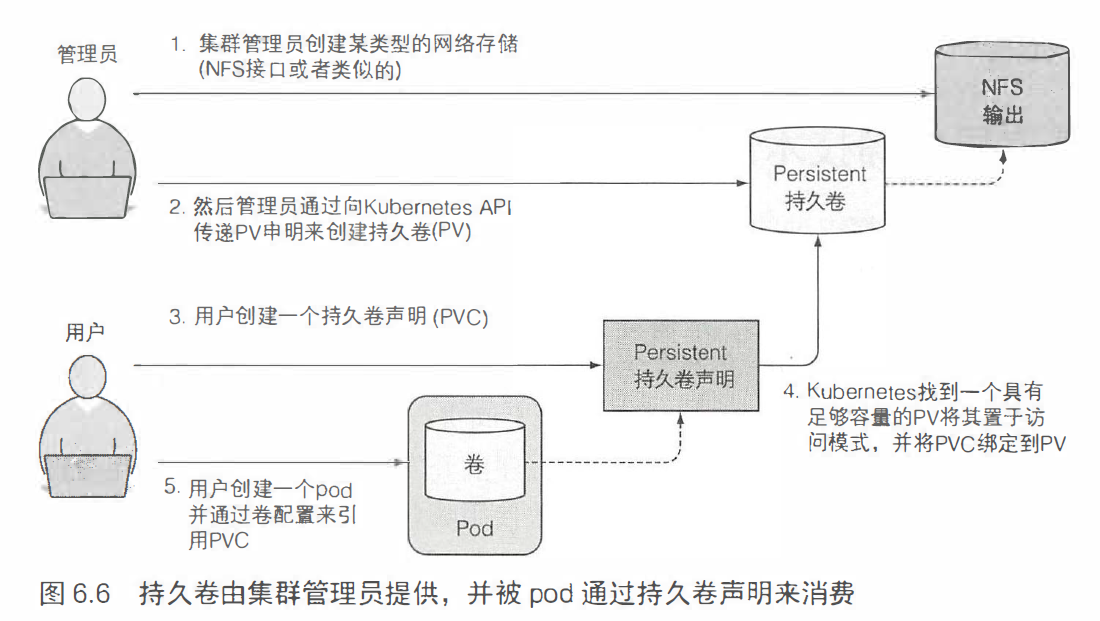 管理员
1. 集群管理员创建某类型的网络存储
(NFS接口或者类似的)
NFS
输出
Persistent
持久卷
2. 然后管理员通过向Kubernetes API
传递PV申明来创建持久卷(PV)
3. 用户创建一个持久卷声明 (PVC)
用户
Persistent
持久卷声明
4. Kubernetes找到一个具有
足够容量的PV将其置于访
问模式，并将PVC绑定到PV
卷
Pod
5. 用户创建一个pod
并通过卷配置来引
用PVC
图 6.6 持久卷由集群管理员提供，并被 pod 通过持久卷声明来消费